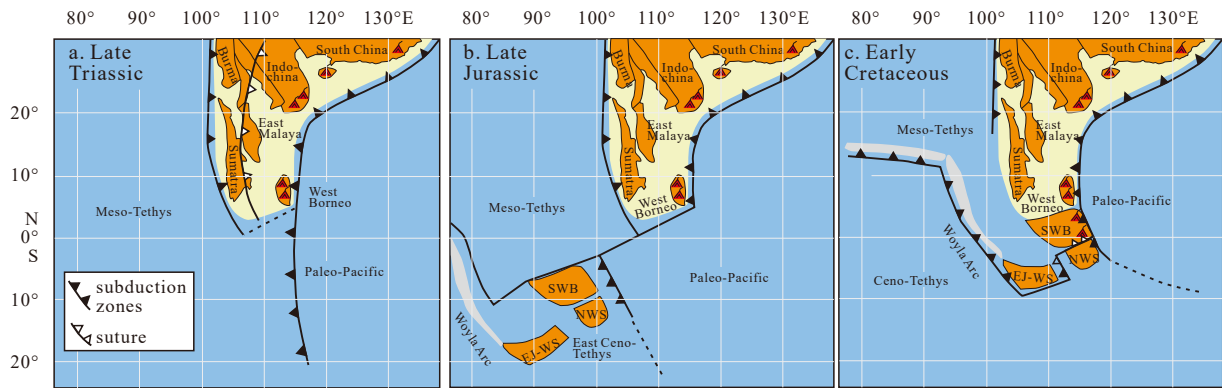 80° 90° 100° 110° 120° 130°E 80° 90° 100° 110° 120° 130°E 80° 90° 100° 110° 120° 130°E
a. Late
Triassic
Burma
South China
Indo-
china
East
Malaya
Sumatra
West
Borneo
Meso-Tethys
Paleo-Pacific
subduction
zones
suture
20°
10°
N
0°
S
10°
20°
b. Late
Jurassic
Burma
South China
Indo-
china
East
Malaya
Sumatra
West
Borneo
Meso-Tethys
Paleo-Pacific
SWB
NWS
EJ-WS
East Ceno-
Tethys
Woyla Arc
c. Early
Cretaceous
Burma
South China
Indo-
china
Meso-Tethys
East
Malaya
Sumatra
West
Borneo
Paleo-Pacific
SWB
NWS
EJ-WS
Woyla Arc
Ceno-Tethys